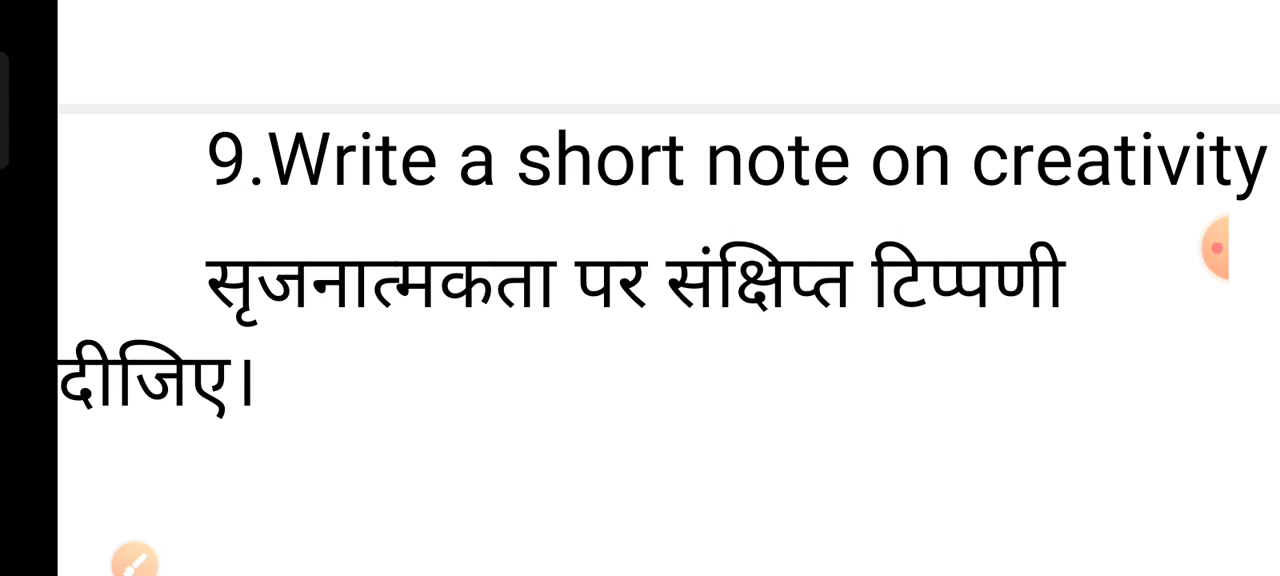 9.Write a short note on creativity
सृजनात्मकता पर संक्षिप्त टिप्पणी
दीजिए।